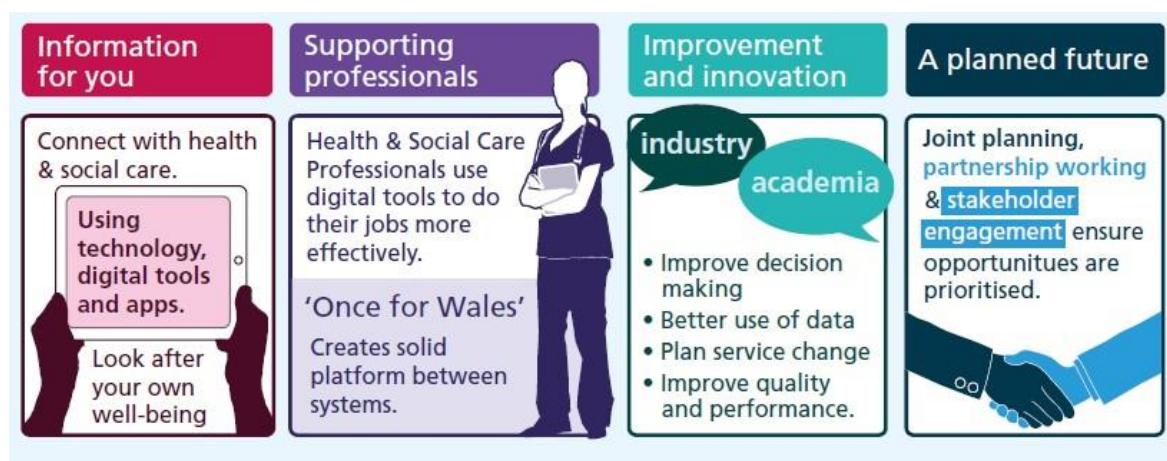 Information
for you
Connect with health
& social care.
Using
technology,
digital tools
and apps.
Look after
your own
well-being
Supporting
professionals
Health & Social Care
Professionals use
digital tools to do
their jobs more
effectively.
‘Once for Wales’
Creates solid
platform between
systems.
Improvement
and innovation
industry
academia
• Improve decision
making
• Better use of data
• Plan service change
• Improve quality
and performance.
A planned future
Joint planning,
partnership working
& stakeholder
engagement ensure
opportunitues are
prioritised.